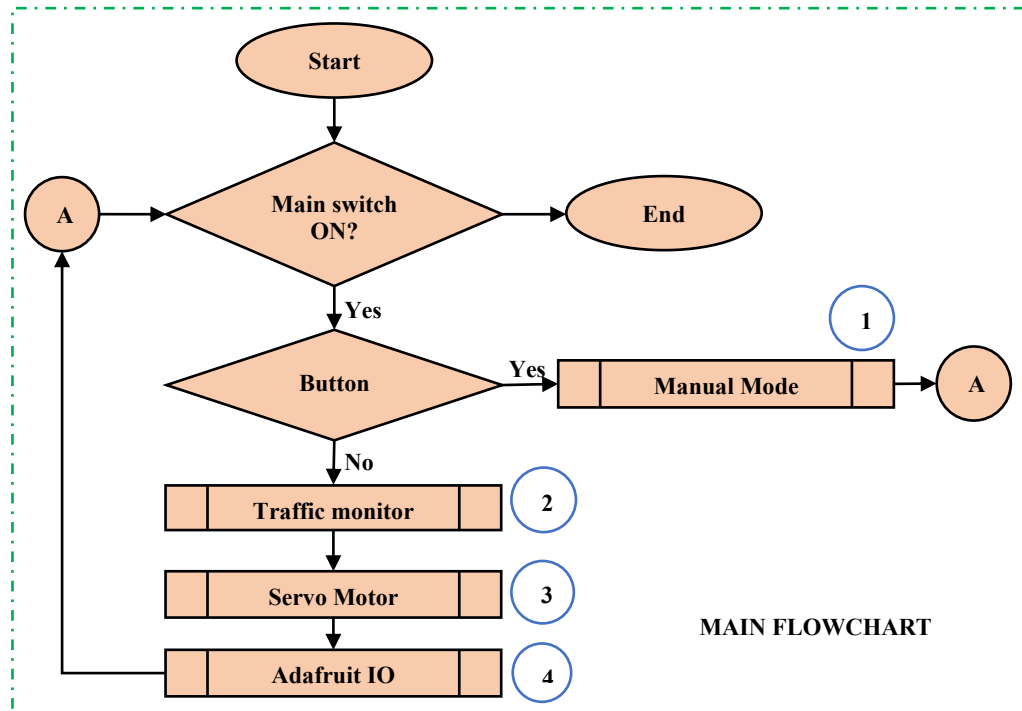 Start
A
Main switch
ON?
End
Yes
1
Button
Yes
Manual Mode
A
No
Traffic monitor
2
Servo Motor
3
MAIN FLOWCHART
Adafruit IO
4